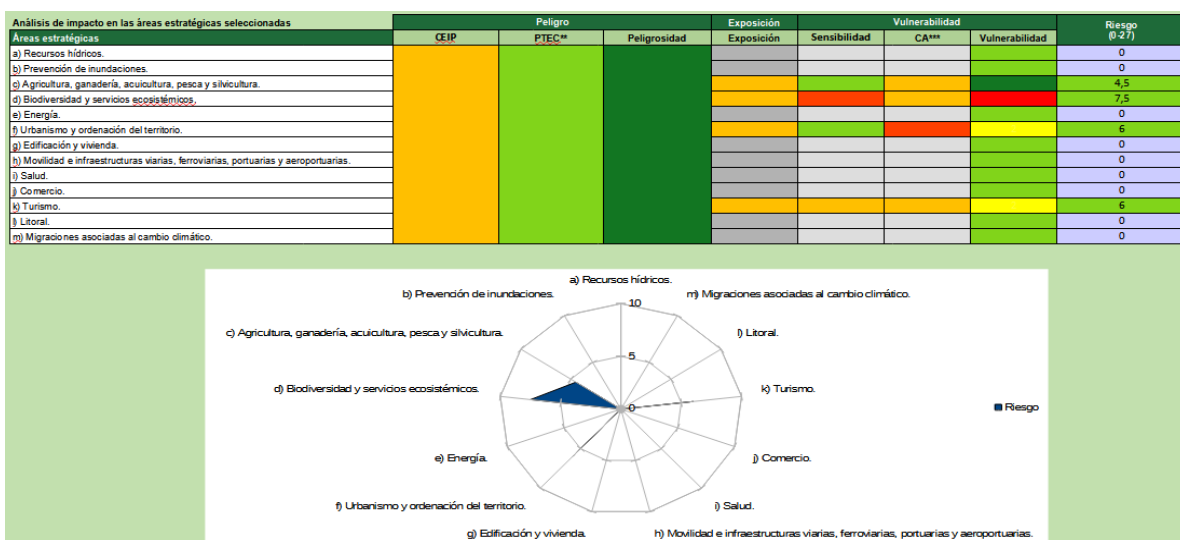 Análisis de impacto en las áreas estratégicas seleccionadas Peligro Exposición Vulnerabilidad Riesgo (0-27)
Áreas estratégicas CEIP PTEC** Peligrosidad Exposición Sensibilidad CA*** Vulnerabilidad
a) Recursos hídricos. 0
b) Prevención de inundaciones. 0
c) Agricultura, ganadería, acuicultura, pesca y silvicultura. 4,5
d) Biodiversidad y servicios ecosistémicos, 7,5
e) Energía. 0
f) Urbanismo y ordenación del territorio. 6
g) Edificación y vivienda. 0
h) Movilidad e infraestructuras viarias, ferroviarias, portuarias y aeroportuarias. 0
i) Salud. 0
j) Comercio. 0
k) Turismo. 6
l) Litoral. 0
m) Migraciones asociadas al cambio climático. 0
a) Recursos hídricos.
b) Prevención de inundaciones. m) Migraciones asociadas al cambio climático.
10
c) Agricultura, ganadería, acuicultura, pesca y silvicultura. l) Litoral.
5
d) Biodiversidad y servicios ecosistémicos. k) Turismo.
0 Riesgo
e) Energía. j) Comercio.
f) Urbanismo y ordenación del territorio. i) Salud.
g) Edificación y vivienda. h) Movilidad e infraestructuras viarias, ferroviarias, portuarias y aeroportuarias.